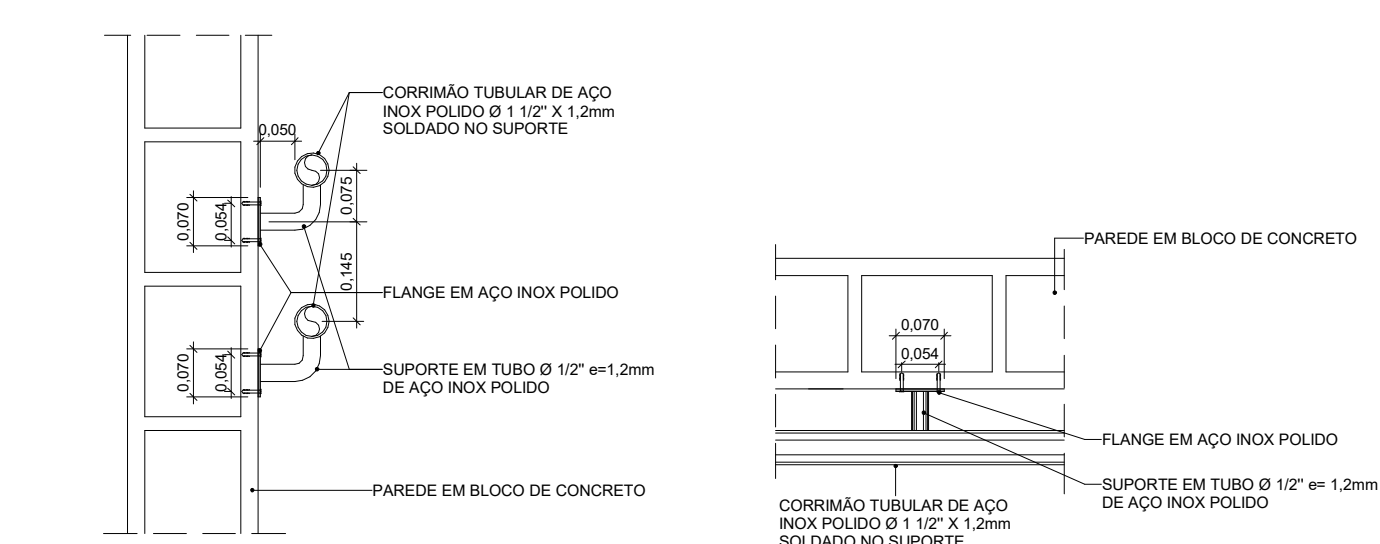 CORRIMÃO TUBULAR DE AÇO
INOX POLIDO Ø 1 1/2" X 1,2mm
SOLDADO NO SUPORTE
0,050
0,075
0,070
0,054
0,145
FLANGE EM AÇO INOX POLIDO
0,070
0,054
SUPORTE EM TUBO Ø 1/2" e=1,2mm
DE AÇO INOX POLIDO
PAREDE EM BLOCO DE CONCRETO
PAREDE EM BLOCO DE CONCRETO
0,070
0,054
FLANGE EM AÇO INOX POLIDO
SUPORTE EM TUBO Ø 1/2" e= 1,2mm
DE AÇO INOX POLIDO
CORRIMÃO TUBULAR DE AÇO
INOX POLIDO Ø 1 1/2" X 1,2mm
SOLDADO NO SUPORTE